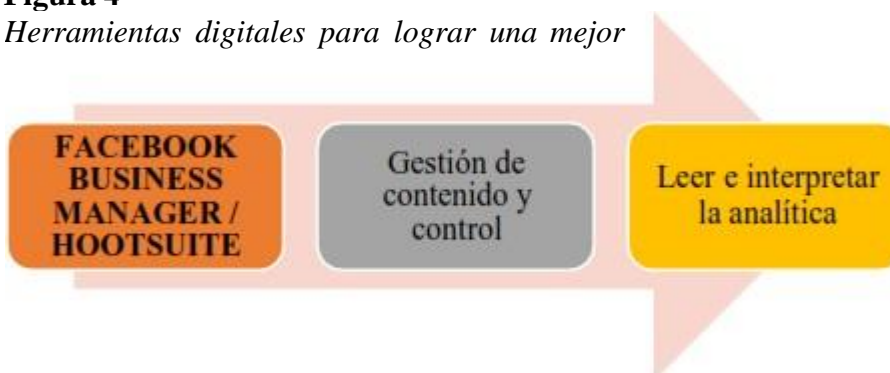 Figura 4
Herramientas digitales para lograr una mejor
FACEBOOK
BUSINESS
MANAGER /
HOOTSUITE
Gestión de
contenido y
control
Leer e interpretar
la analítica